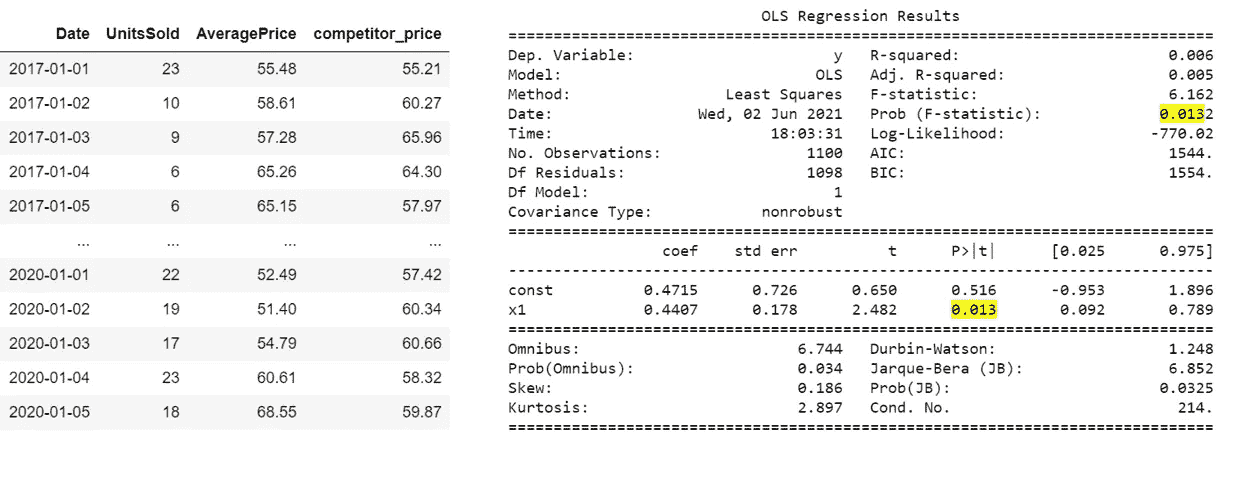 Date UnitsSold AveragePrice competitor_price
2017-01-01 23 55.48 55.21
2017-01-02 10 58.61 60.27
2017-01-03 9 57.28 65.96
2017-01-04 6 65.26 64.30
2017-01-05 6 65.15 57.97
... ... ... ...
2020-01-01 22 52.49 57.42
2020-01-02 19 51.40 60.34
2020-01-03 17 54.79 60.66
2020-01-04 23 60.61 58.32
2020-01-05 18 68.55 59.87
OLS Regression Results
==============================================================================
Dep. Variable: y R-squared: 0.006
Model: OLS Adj. R-squared: 0.005
Method: Least Squares F-statistic: 6.162
Date: Wed, 02 Jun 2021 Prob (F-statistic): 0.0132
Time: 18:03:31 Log-Likelihood: -770.02
No. Observations: 1100 AIC: 1544.
Df Residuals: 1098 BIC: 1554.
Df Model: 1
Covariance Type: nonrobust
==============================================================================
coef std err t P>|t| [0.025 0.975]
------------------------------------------------------------------------------
const 0.4715 0.726 0.650 0.516 -0.953 1.896
x1 0.4407 0.178 2.482 0.013 0.092 0.789
==============================================================================
Omnibus: 6.744 Durbin-Watson: 1.248
Prob(Omnibus): 0.034 Jarque-Bera (JB): 6.852
Skew: 0.186 Prob(JB): 0.0325
Kurtosis: 2.897 Cond. No. 214.
==============================================================================